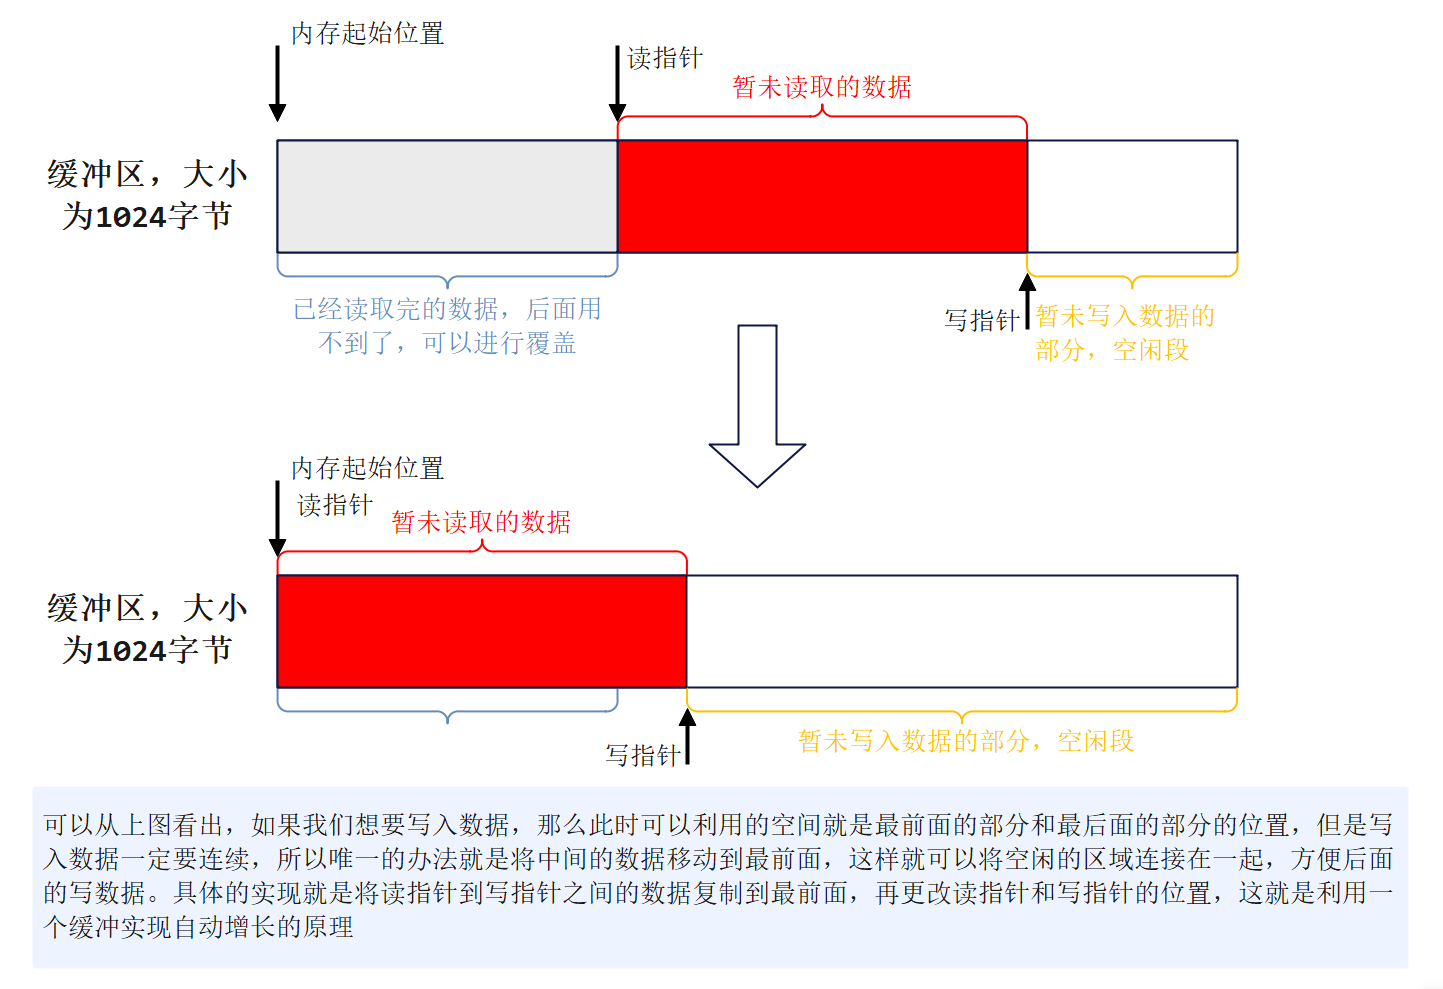 内存起始位置
读指针
暂未读取的数据
缓冲区，大小
为1024字节
已经读取完的数据，后面用
不到了，可以进行覆盖
写指针
暂未写入数据的
部分，空闲段
内存起始位置
读指针
暂未读取的数据
缓冲区，大小
为1024字节
写指针
暂未写入数据的部分，空闲段
可以从上图看出，如果我们想要写入数据，那么此时可以利用的空间就是最前面的部分和最后面的部分的位置，但是写
入数据一定要连续，所以唯一的办法就是将中间的数据移动到最前面，这样就可以将空闲的区域连接在一起，方便后面
的写数据。具体的实现就是将读指针到写指针之间的数据复制到最前面，再更改读指针和写指针的位置，这就是利用一
个缓冲实现自动增长的原理